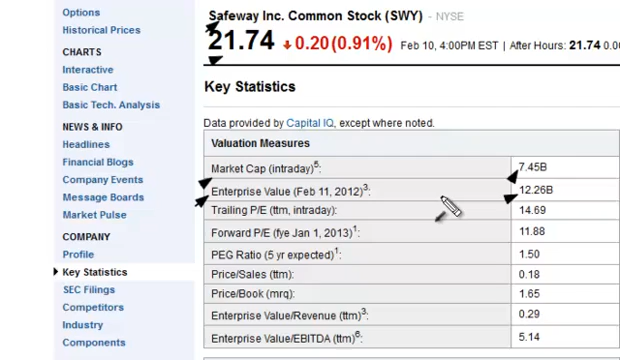 Options
Historical Prices
CHARTS
Interactive
Basic Chart
Basic Tech. Analysis
NEWS & INFO
Headlines
Financial Blogs
Company Events
Message Boards
Market Pulse
COMPANY
Profile
Key Statistics
SEC Filings
Competitors
Industry
Components
Safeway Inc. Common Stock (SWY) - NYSE
21.74 0.20(0.91%) Feb 10, 4:00PM EST | After Hours: 21.74 0.0
Key Statistics
Data provided by Capital IQ, except where noted.
Valuation Measures
Market Cap (intraday)5: 7.45B
Enterprise Value (Feb 11, 2012)3: 12.26B
Trailing P/E (ttm, intraday): 14.69
Forward P/E (fye Jan 1, 2013)1: 11.88
PEG Ratio (5 yr expected)1: 1.50
Price/Sales (ttm): 0.18
Price/Book (mrq): 1.65
Enterprise Value/Revenue (ttm)3: 0.29
Enterprise Value/EBITDA (ttm)6: 5.14